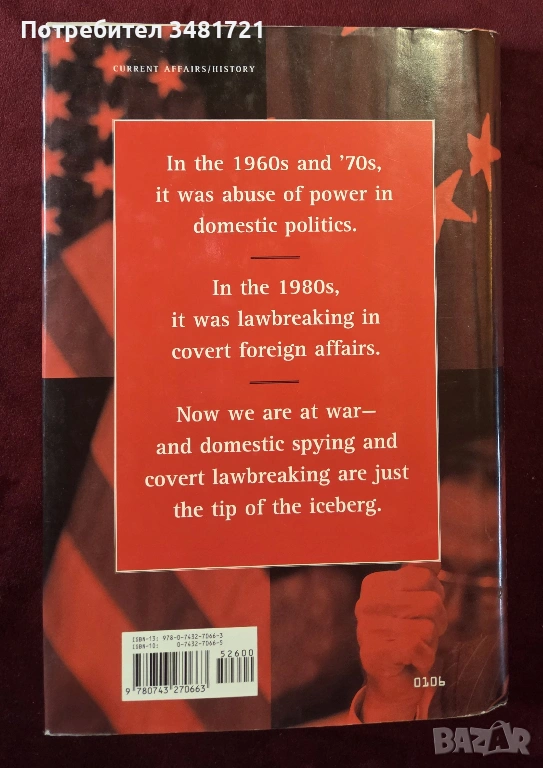 Потребител 3481721
CURRENT AFFAIRS/HISTORY
In the 1960s and ’70s,
it was abuse of power in
domestic politics.
In the 1980s,
it was lawbreaking in
covert foreign affairs.
Now we are at war—
and domestic spying and
covert lawbreaking are just
the tip of the iceberg.
ISBN-13: 978-0-7432-7066-3
ISBN-10: 0-7432-7066-5
52600
9 780743 270663
0106
BAZAR